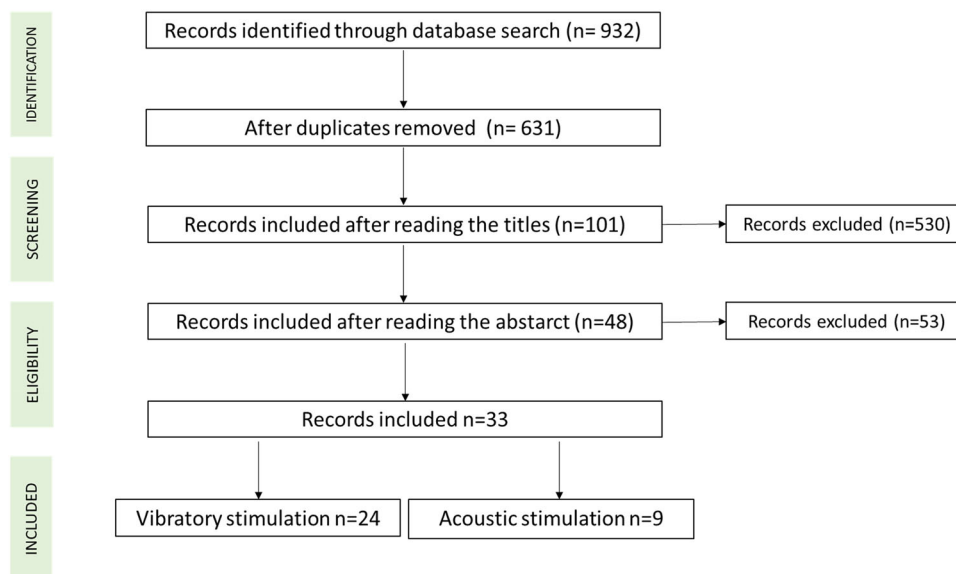 IDENTIFICATION
Records identified through database search (n= 932)
After duplicates removed  (n= 631)
SCREENING
Records included after reading the titles (n=101)
Records excluded (n=530)
ELIGIBILITY
Records included after reading the abstarct (n=48)
Records excluded (n=53)
Records included n=33
INCLUDED
Vibratory stimulation n=24
Acoustic stimulation n=9